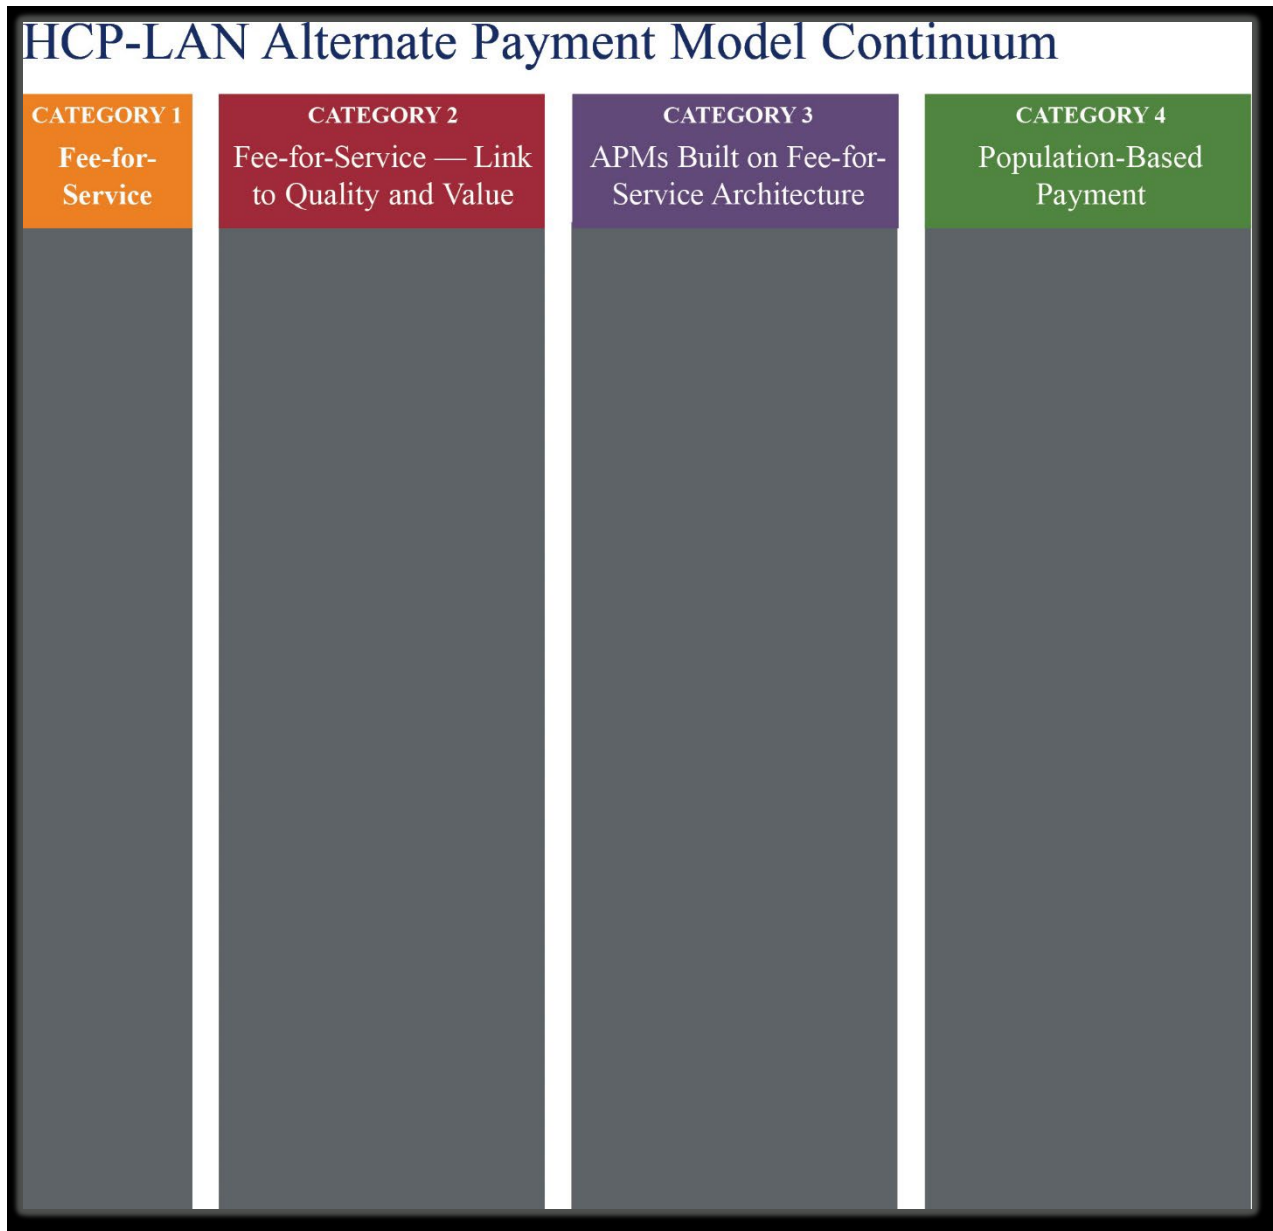 HCP-LAN Alternate Payment Model Continuum
CATEGORY 1
Fee-for-
Service
CATEGORY 2
Fee-for-Service — Link
to Quality and Value
CATEGORY 3
APMs Built on Fee-for-
Service Architecture
CATEGORY 4
Population-Based
Payment